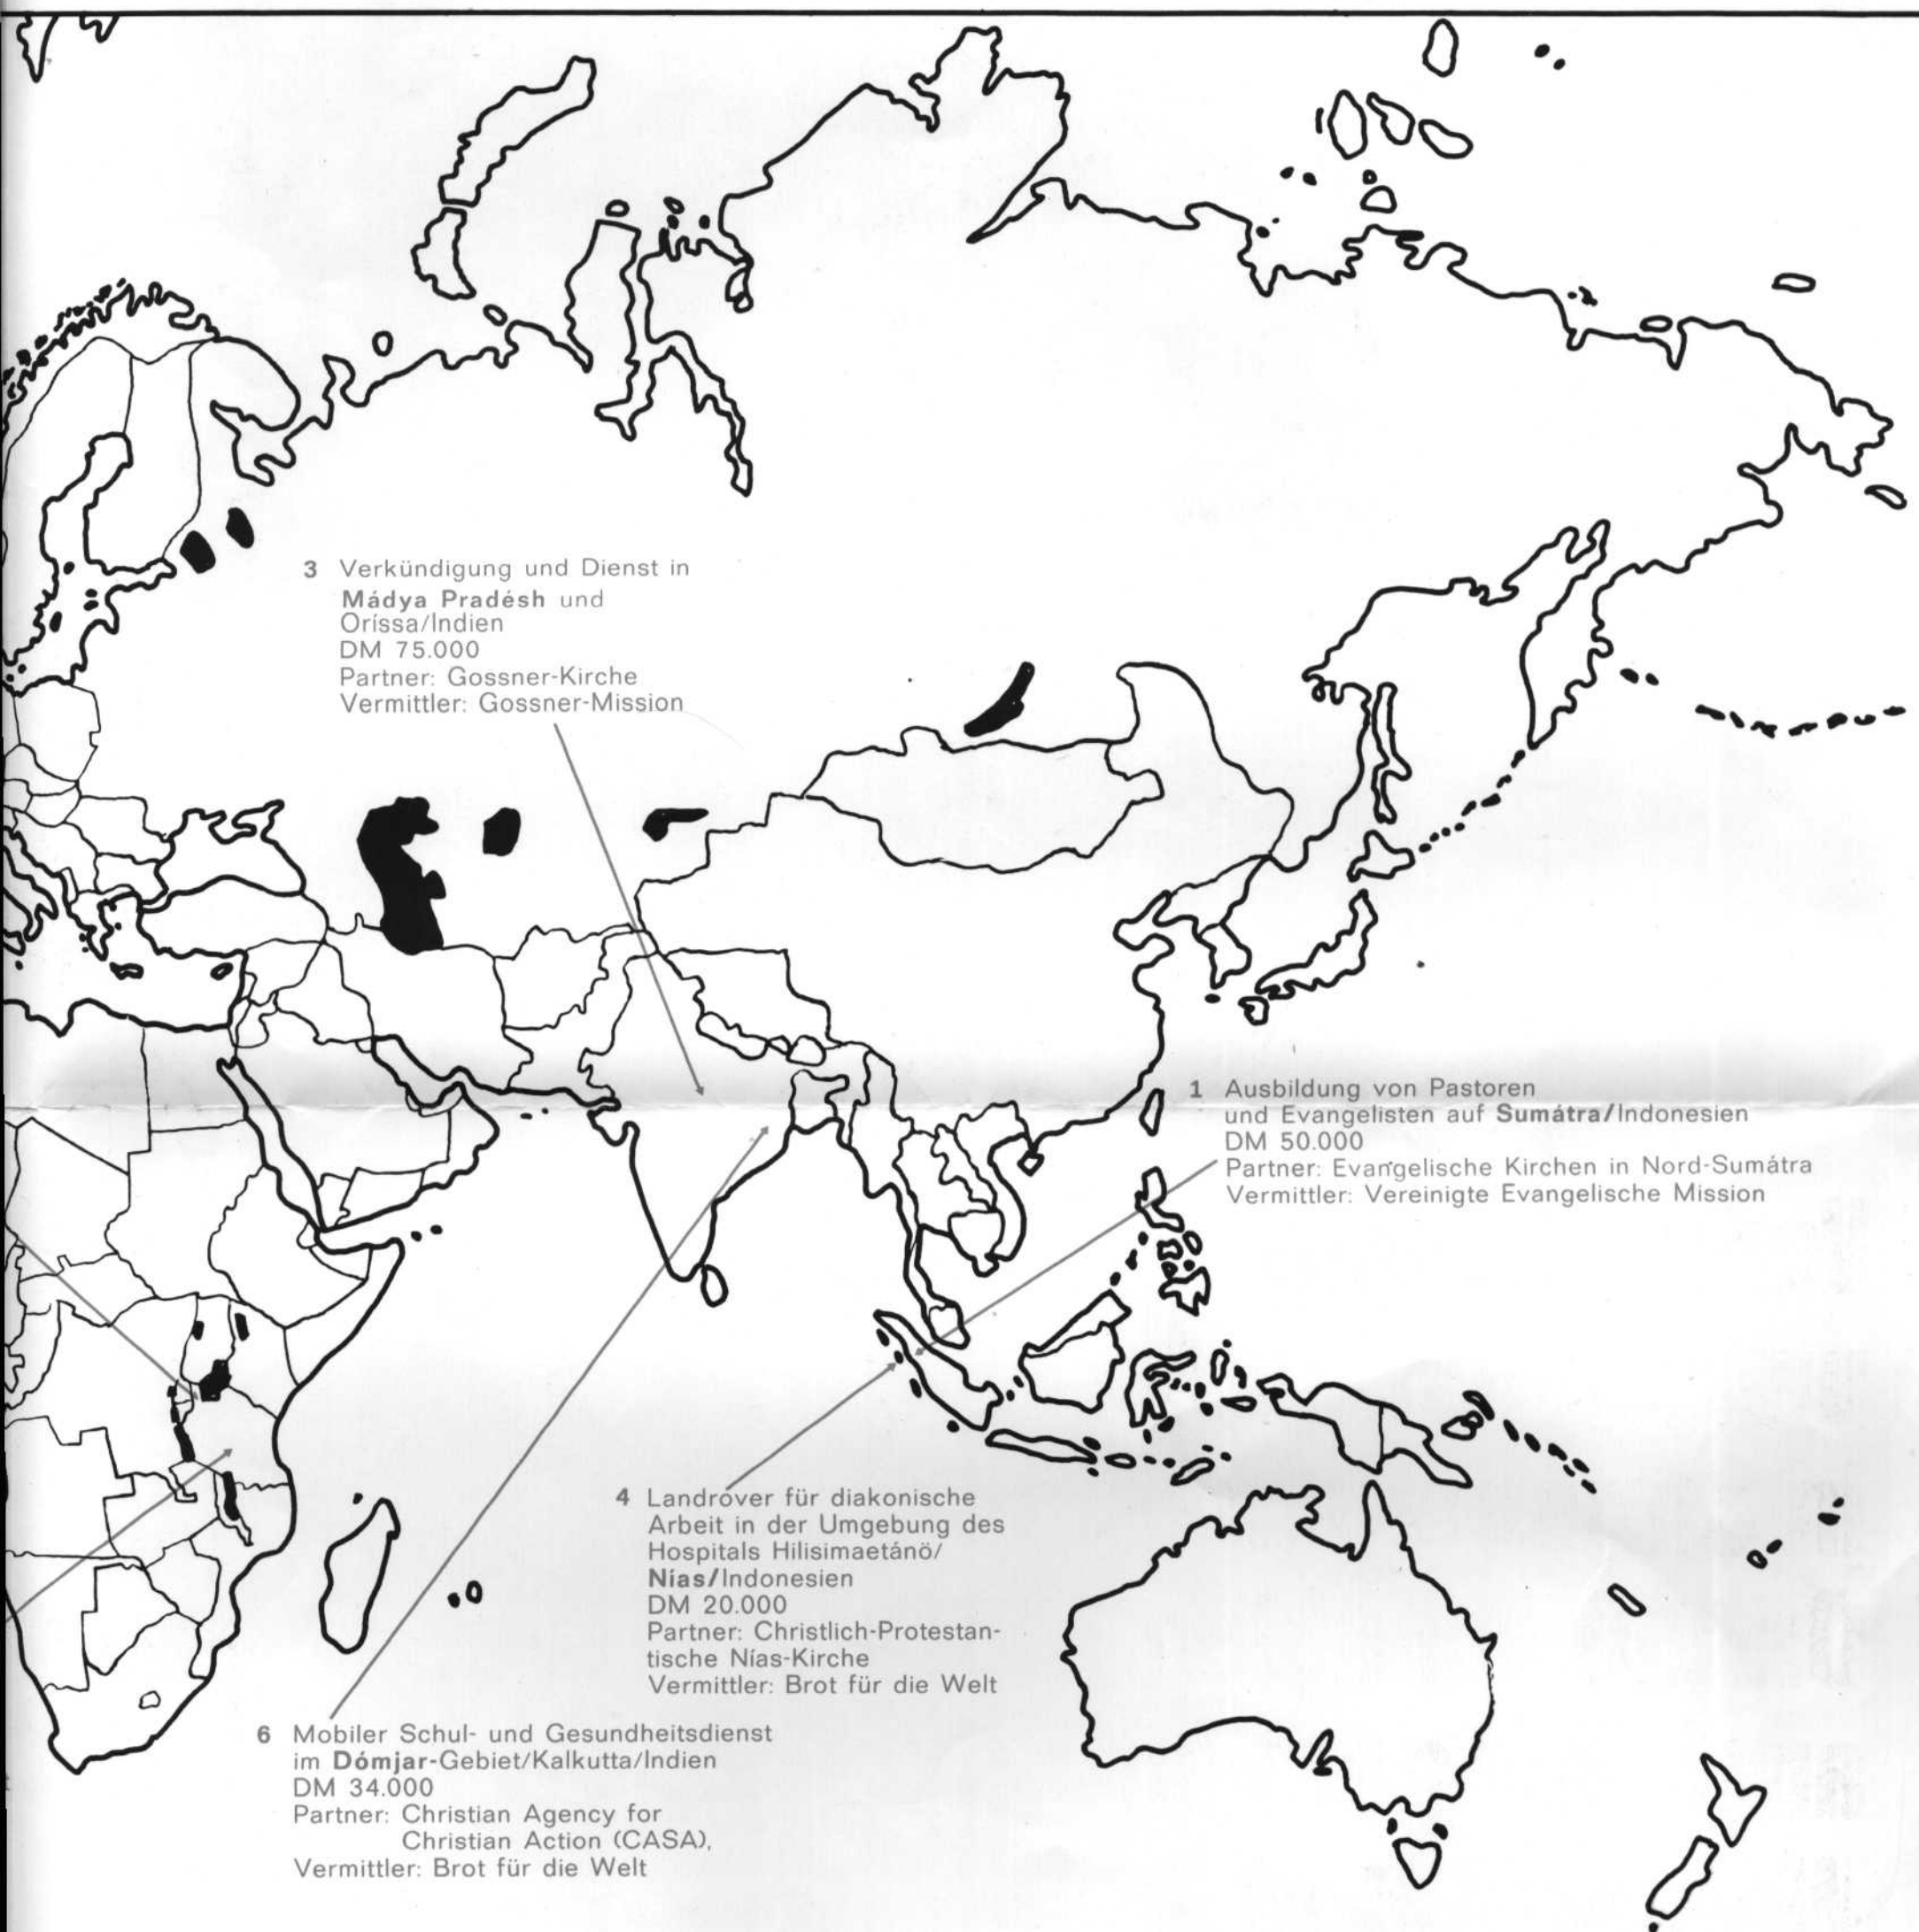 3 Verkündigung und Dienst in
Mádya Pradésh und
Oríssa/Indien
DM 75.000
Partner: Gossner-Kirche
Vermittler: Gossner-Mission
1 Ausbildung von Pastoren
und Evangelisten auf Sumátra/Indonesien
DM 50.000
Partner: Evangelische Kirchen in Nord-Sumátra
Vermittler: Vereinigte Evangelische Mission
4 Landrover für diakonische
Arbeit in der Umgebung des
Hospitals Hilisimaetánö/
Nías/Indonesien
DM 20.000
Partner: Christlich-Protestan-
tische Nías-Kirche
Vermittler: Brot für die Welt
6 Mobiler Schul- und Gesundheitsdienst
im Dómjar-Gebiet/Kalkutta/Indien
DM 34.000
Partner: Christian Agency for
Christian Action (CASA),
Vermittler: Brot für die Welt